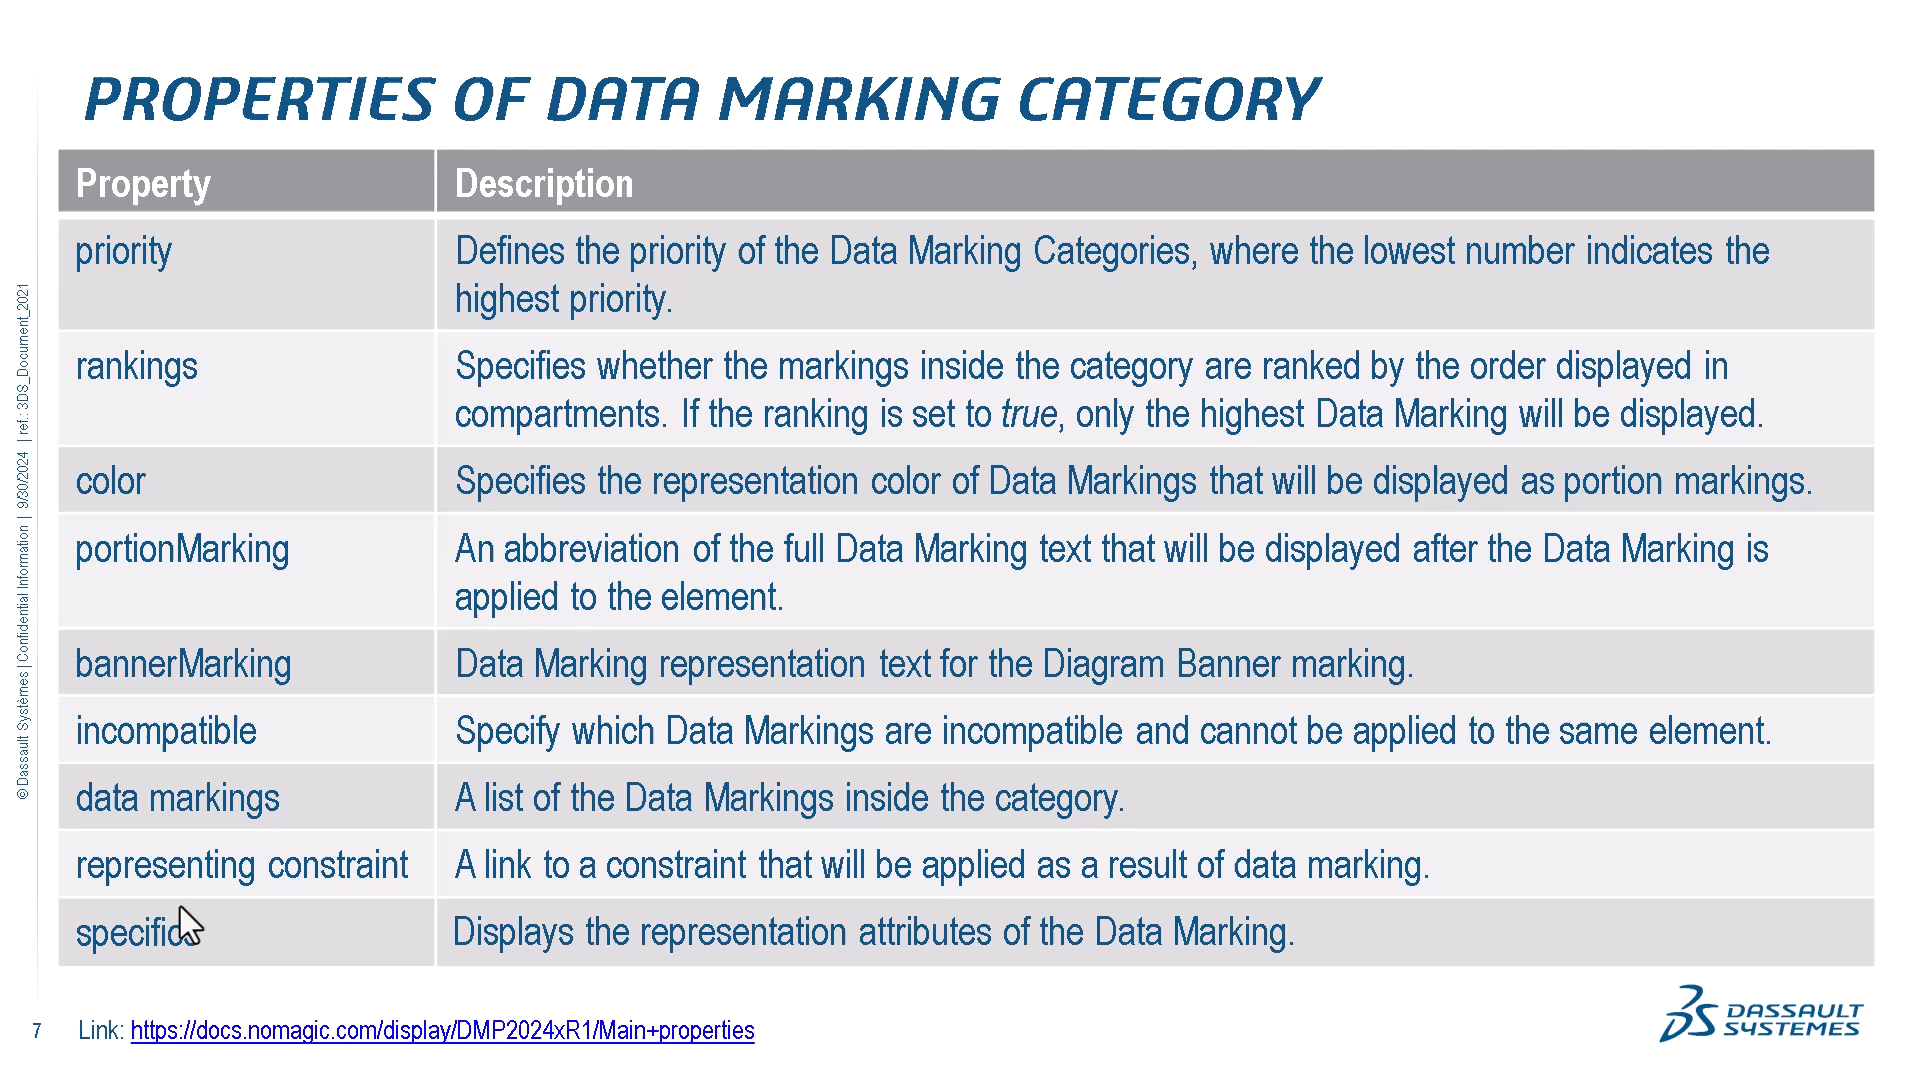 PROPERTIES OF DATA MARKING CATEGORY
Property
Description
priority
Defines the priority of the Data Marking Categories, where the lowest number indicates the
highest priority.
rankings
Specifies whether the markings inside the category are ranked by the order displayed in
compartments. If the ranking is set to true, only the highest Data Marking will be displayed.
color
Specifies the representation color of Data Markings that will be displayed as portion markings.
portionMarking
An abbreviation of the full Data Marking text that will be displayed after the Data Marking is
applied to the element.
bannerMarking
Data Marking representation text for the Diagram Banner marking.
incompatible
Specify which Data Markings are incompatible and cannot be applied to the same element.
data markings
A list of the Data Markings inside the category.
representing constraint
A link to a constraint that will be applied as a result of data marking.
Displays the representation attributes of the Data Marking.
© Dassault Systèmes | Confidential Information | 9/30/2024 | ref.: 3DS_Document_2021
7
Link: https://docs.nomagic.com/display/DMP2024xR1/Main+properties
DASSAULT
SYSTEMES